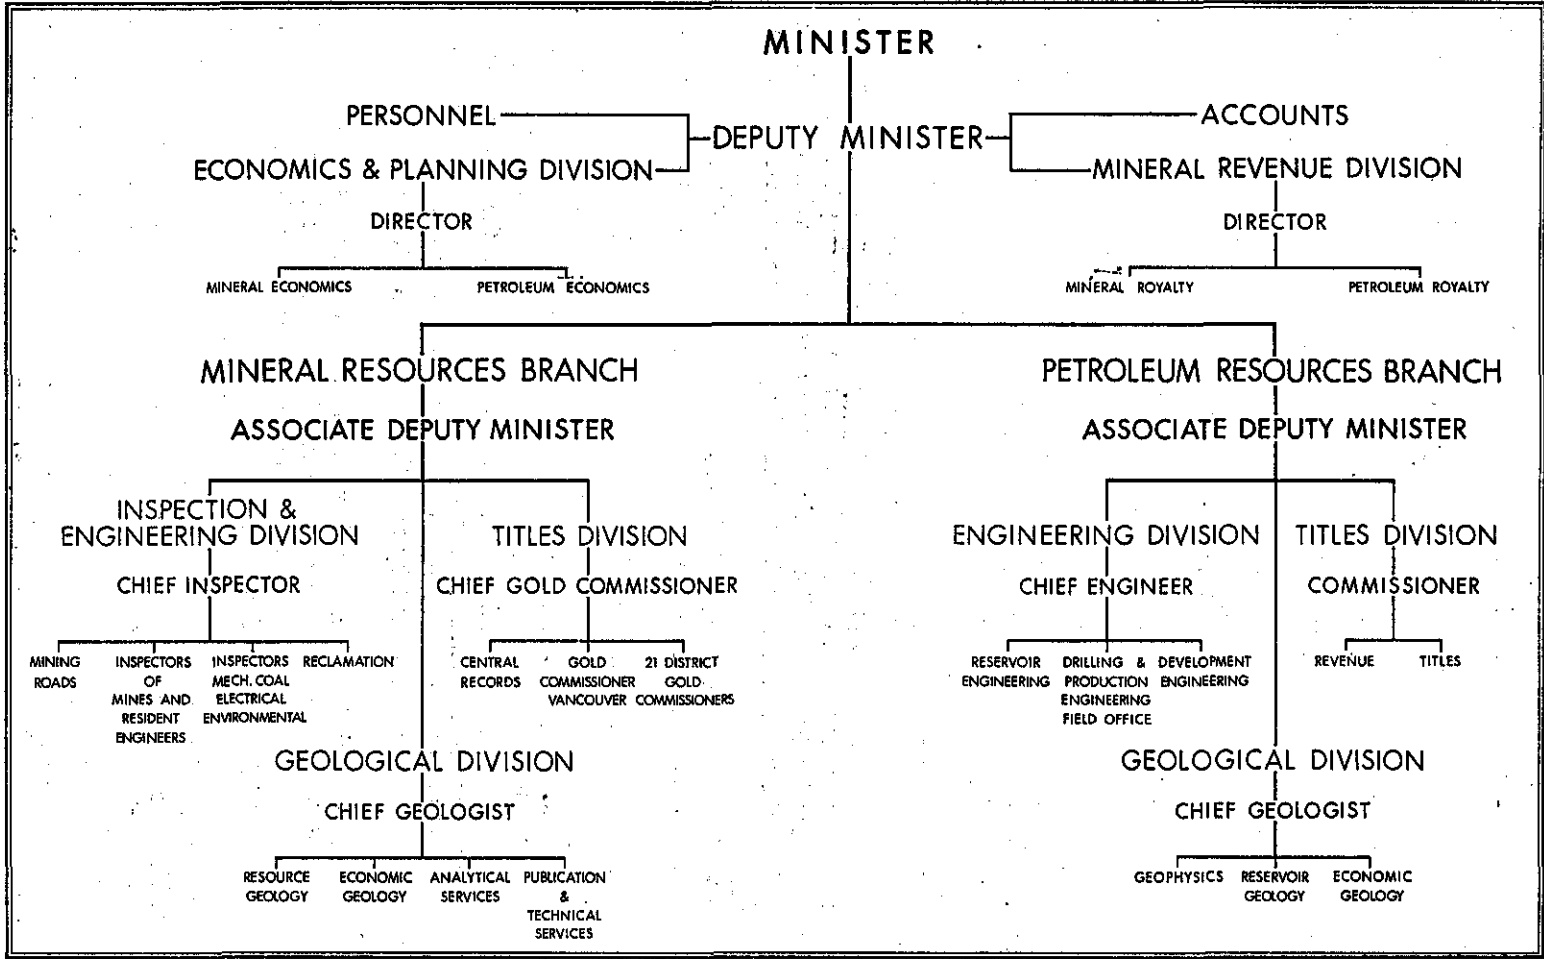 MINISTER
PERSONNEL
ACCOUNTS
DEPUTY MINISTER
ECONOMICS & PLANNING DIVISION
MINERAL REVENUE DIVISION
DIRECTOR
DIRECTOR
MINERAL ECONOMICS
PETROLEUM ECONOMICS
MINERAL ROYALTY
PETROLEUM ROYALTY
MINERAL RESOURCES BRANCH
PETROLEUM RESOURCES BRANCH
ASSOCIATE DEPUTY MINISTER
ASSOCIATE DEPUTY MINISTER
INSPECTION &
ENGINEERING DIVISION
TITLES DIVISION
ENGINEERING DIVISION
TITLES DIVISION
CHIEF INSPECTOR
CHIEF GOLD COMMISSIONER
CHIEF ENGINEER
COMMISSIONER
MINING
ROADS
INSPECTORS
OF
MINES AND
RESIDENT
ENGINEERS
INSPECTORS
MECH. COAL
ELECTRICAL
ENVIRONMENTAL
RECLAMATION
CENTRAL
RECORDS
GOLD
COMMISSIONER
VANCOUVER
21 DISTRICT
GOLD
COMMISSIONERS
RESERVOIR
ENGINEERING
DRILLING &
PRODUCTION
ENGINEERING
FIELD OFFICE
DEVELOPMENT
ENGINEERING
REVENUE
TITLES
GEOLOGICAL DIVISION
GEOLOGICAL DIVISION
CHIEF GEOLOGIST
CHIEF GEOLOGIST
RESOURCE
GEOLOGY
ECONOMIC
GEOLOGY
ANALYTICAL
SERVICES
PUBLICATION
&
TECHNICAL
SERVICES
GEOPHYSICS
RESERVOIR
GEOLOGY
ECONOMIC
GEOLOGY